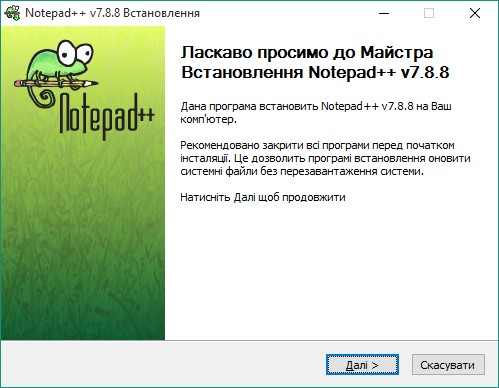 Notepad++ v7.8.8 Встановлення
Notepad++
Ласкаво просимо до Майстра
Встановлення Notepad++ v7.8.8
Дана програма встановить Notepad++ v7.8.8 на Ваш
комп'ютер.
Рекомендовано закрити всі програми перед початком
інсталяції. Це дозволить програмі встановлення оновити
системні файли без перезавантаження системи.
Натисніть Далі щоб продовжити
Далі >
Скасувати